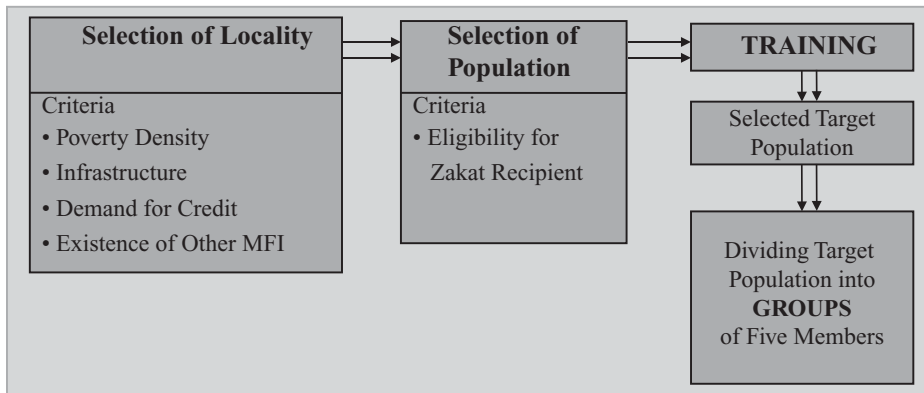 Selection of Locality
Criteria
• Poverty Density
• Infrastructure
• Demand for Credit
• Existence of Other MFI
Selection of
Population
Criteria
• Eligibility for
Zakat Recipient
TRAINING
Selected Target
Population
Dividing Target
Population into
GROUPS
of Five Members